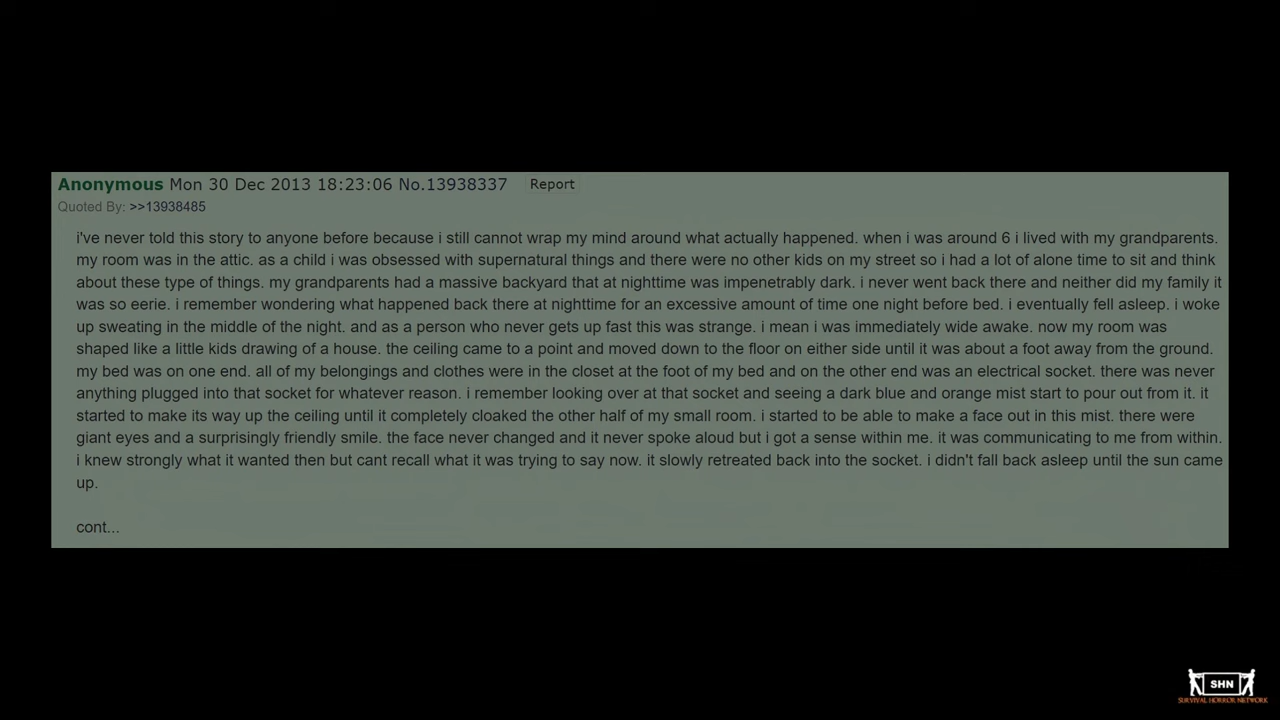 Anonymous Mon 30 Dec 2013 18:23:06 No.13938337 Report
Quoted By: >>13938485
i've never told this story to anyone before because i still cannot wrap my mind around what actually happened. when i was around 6 i lived with my grandparents.
my room was in the attic. as a child i was obsessed with supernatural things and there were no other kids on my street so i had a lot of alone time to sit and think
about these type of things. my grandparents had a massive backyard that at nighttime was impenetrably dark. i never went back there and neither did my family it
was so eerie. i remember wondering what happened back there at nighttime for an excessive amount of time one night before bed. i eventually fell asleep. i woke
up sweating in the middle of the night. and as a person who never gets up fast this was strange. i mean i was immediately wide awake. now my room was
shaped like a little kids drawing of a house. the ceiling came to a point and moved down to the floor on either side until it was about a foot away from the ground.
my bed was on one end. all of my belongings and clothes were in the closet at the foot of my bed and on the other end was an electrical socket. there was never
anything plugged into that socket for whatever reason. i remember looking over at that socket and seeing a dark blue and orange mist start to pour out from it. it
started to make its way up the ceiling until it completely cloaked the other half of my small room. i started to be able to make a face out in this mist. there were
giant eyes and a surprisingly friendly smile. the face never changed and it never spoke aloud but i got a sense within me. it was communicating to me from within.
i knew strongly what it wanted then but cant recall what it was trying to say now. it slowly retreated back into the socket. i didn't fall back asleep until the sun came
up.
cont...
SHN
SURVIVAL HORROR NETWORK